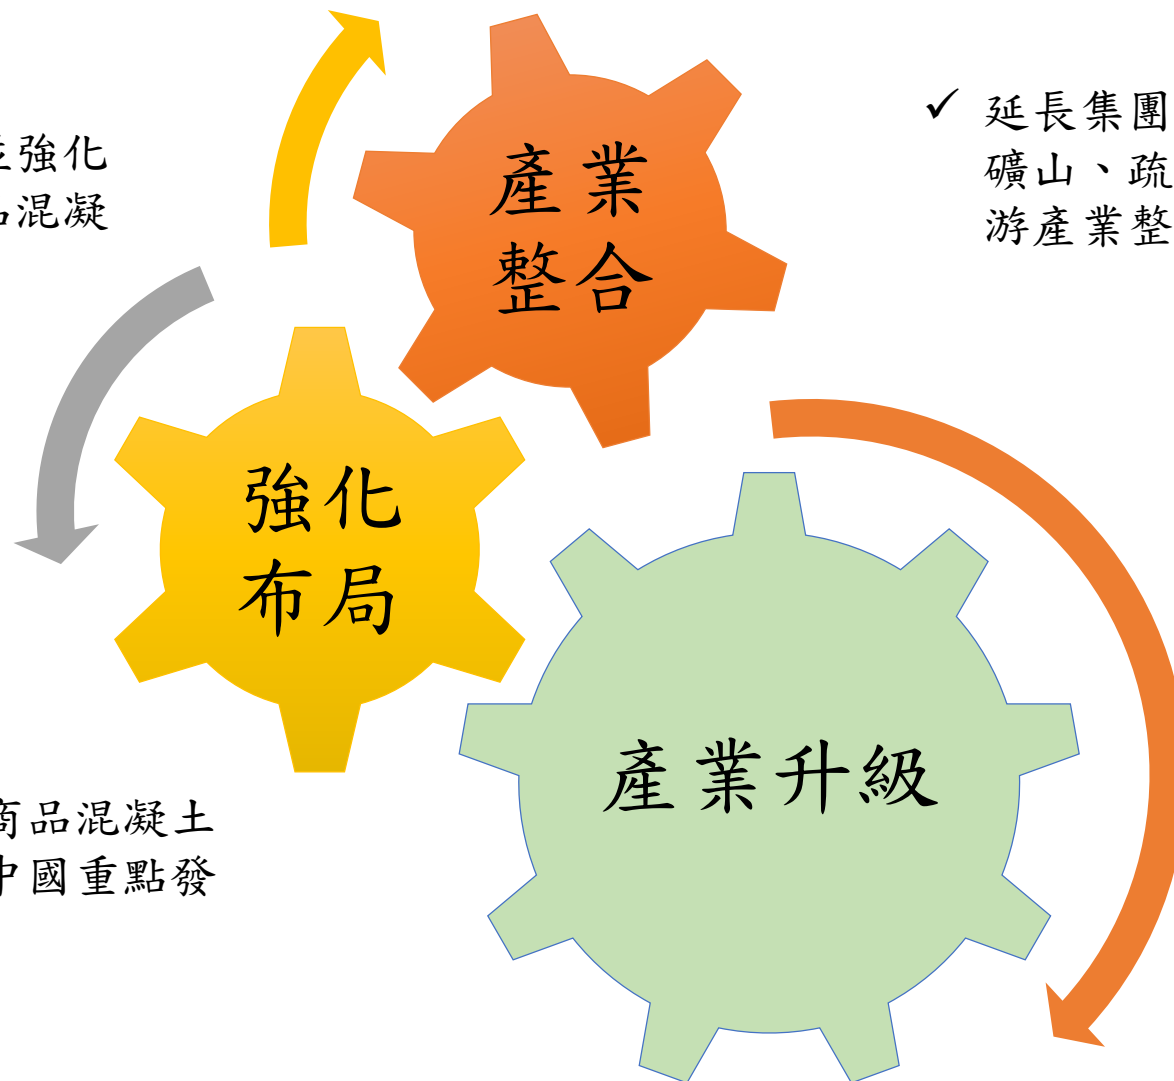 強化
品混凝
產業
整合
✓ 延長集團
礦山、疏
游產業整
強化
布局
產業升級
商品混凝土
中國重點發